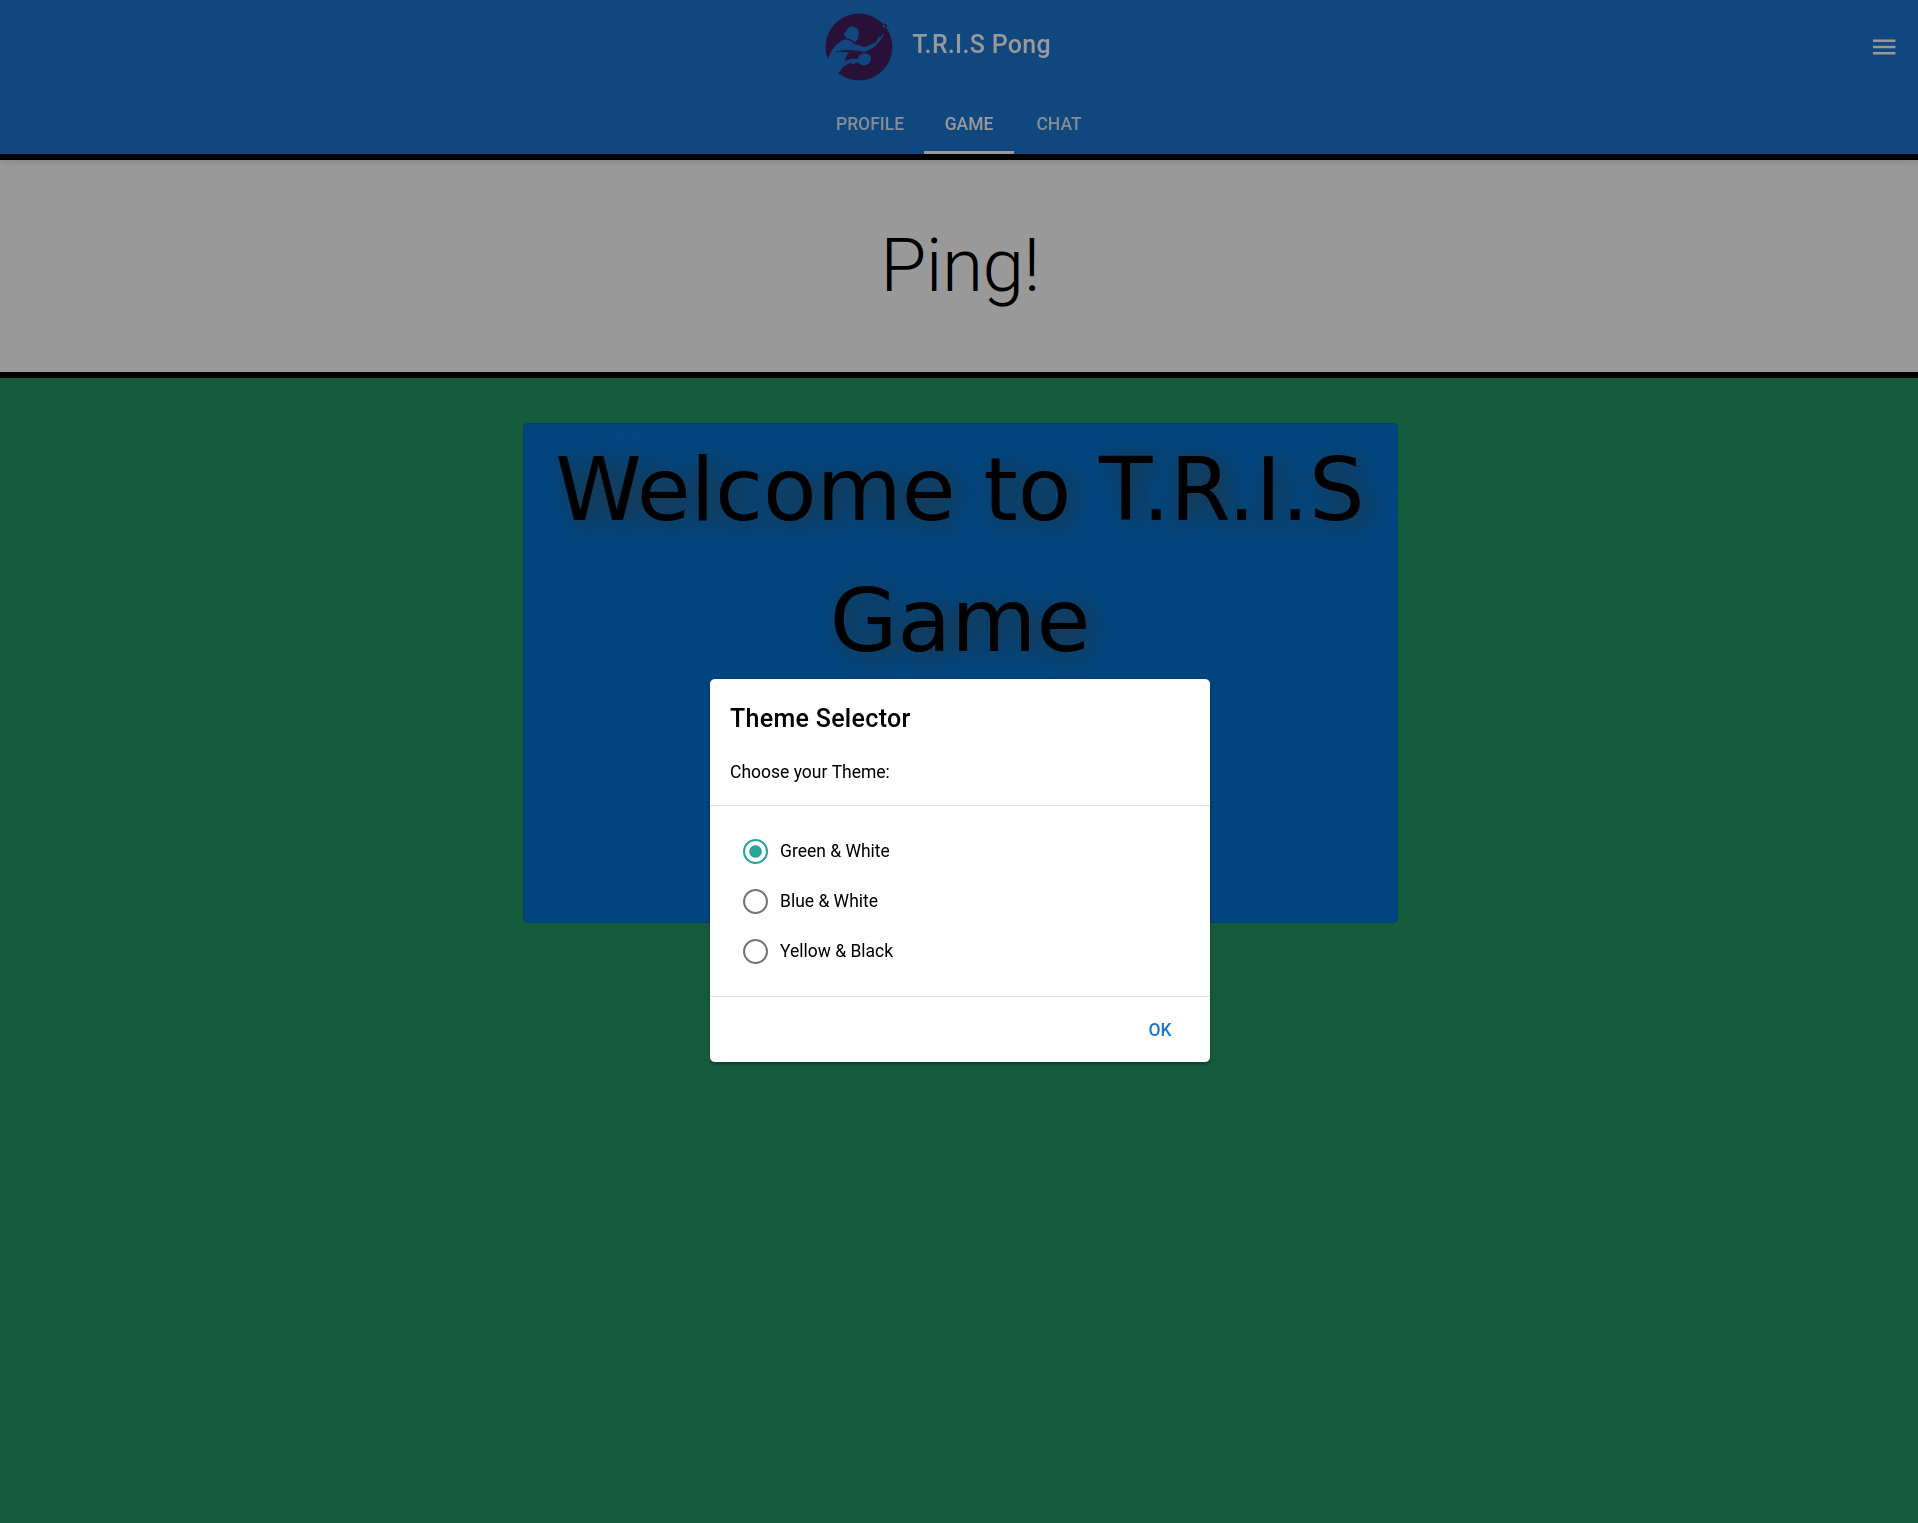 T.R.I.S Pong
PROFILE GAME CHAT
Ping!
Welcome to T.R.I.S
Game
Theme Selector
Choose your Theme:
Green & White
Blue & White
Yellow & Black
OK